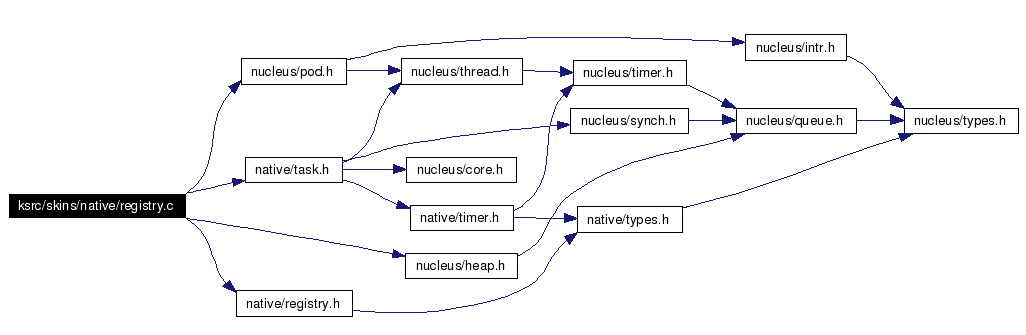 nucleus/intr.h
nucleus/pod.h
nucleus/thread.h
nucleus/timer.h
nucleus/synch.h
nucleus/queue.h
nucleus/types.h
native/task.h
nucleus/core.h
ksrc/skins/native/registry.c
native/timer.h
native/types.h
nucleus/heap.h
native/registry.h